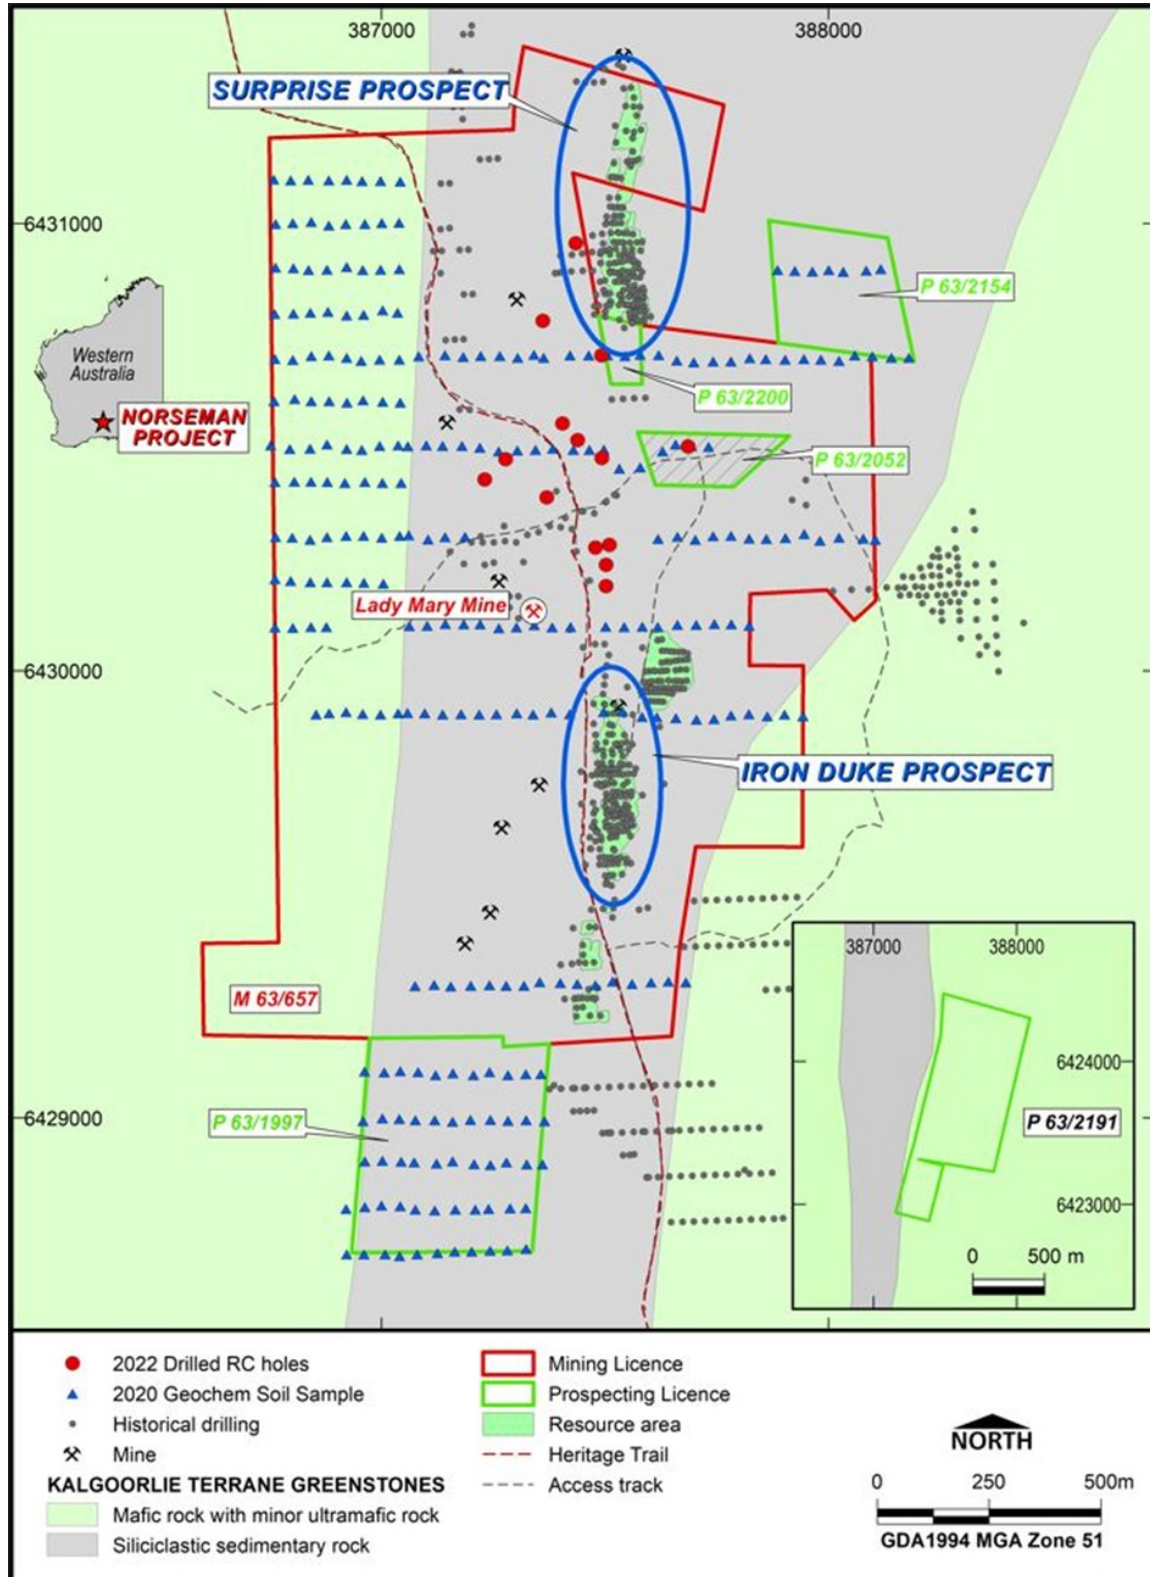 387000
388000
SURPRISE PROSPECT
6431000
P 63/2154
Western
Australia
NORSEMAN
PROJECT
P 63/2200
P 63/2052
Lady Mary Mine
6430000
IRON DUKE PROSPECT
387000
388000
M 63/657
6424000
6429000
P 63/1997
P 63/2191
6423000
0 500 m
2022 Drilled RC holes
2020 Geochem Soil Sample
Historical drilling
Mine
KALGOORLIE TERRANE GREENSTONES
Mafic rock with minor ultramafic rock
Siliciclastic sedimentary rock
Mining Licence
Prospecting Licence
Resource area
Heritage Trail
Access track
NORTH
0 250 500m
GDA1994 MGA Zone 51